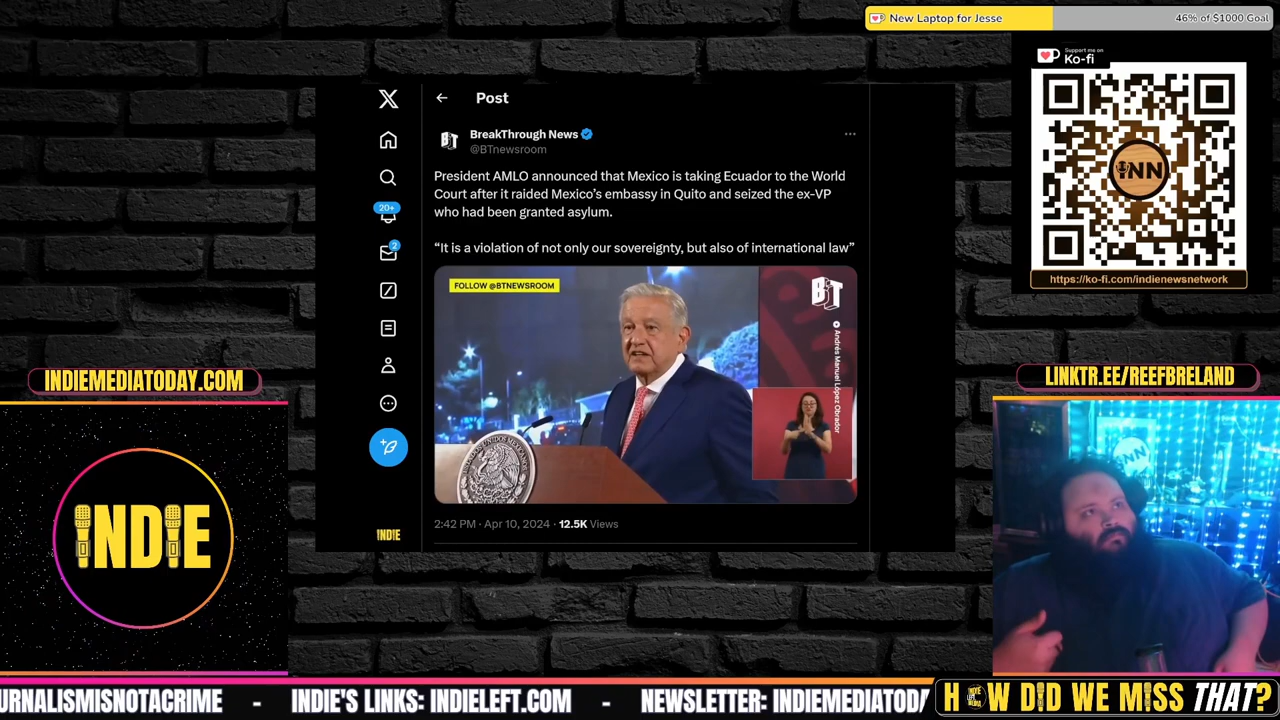 New Laptop for Jesse
46% of $1000 Goal
Support me on
Ko-fi
iNN
https://ko-fi.com/indienewsnetwork
Post
BreakThrough News
@BTnewsroom
President AMLO announced that Mexico is taking Ecuador to the World
Court after it raided Mexico’s embassy in Quito and seized the ex-VP
who had been granted asylum.
“It is a violation of not only our sovereignty, but also of international law”
20+
2
FOLLOW @BTNEWSROOM
BT
Andrés Manuel López Obrador
2:42 PM · Apr 10, 2024 · 12.5K Views
INDIE
INDIEMEDIATODAY.COM
LINKTR.EE/REEFBRELAND
INDIE
URNALISMISNOTACRIME - INDIE'S LINKS: INDIELEFT.COM - NEWSLETTER: INDIEMEDIATODA
HOW DID WE MISS THAT?